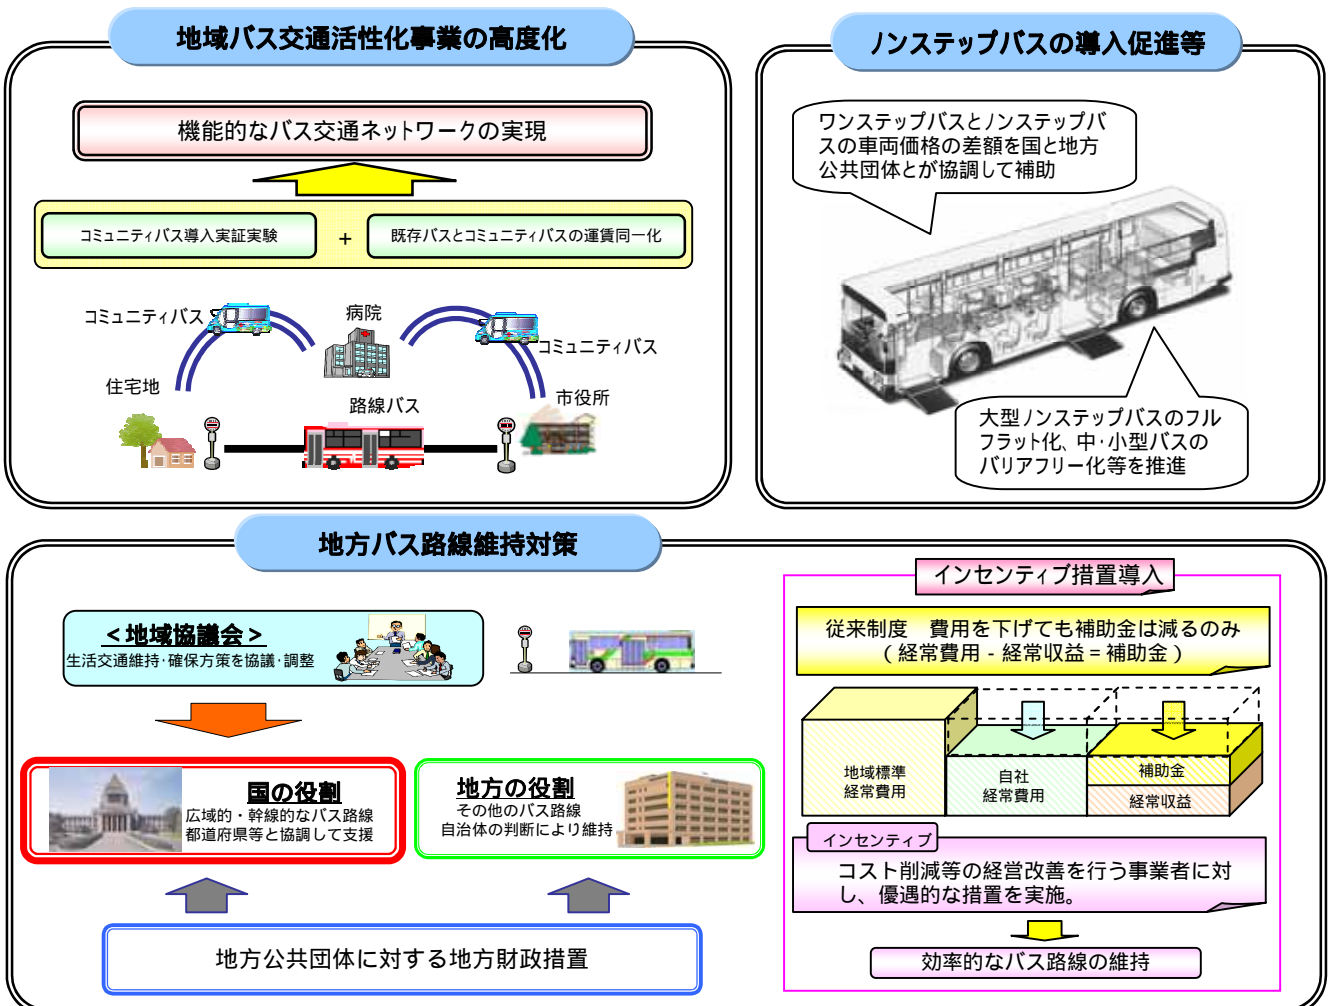 地域バス交通活性化事業の高度化
機能的なバス交通ネットワークの実現
コミュニティバス導入実証実験
+
既存バスとコミュニティバスの運賃同一化
コミュニティバス
病院
コミュニティバス
住宅地
路線バス
市役所
ノンステップバスの導入促進等
ワンステップバスとノンステップバ
スの車両価格の差額を国と地方
公共団体とが協調して補助
大型ノンステップバスのフル
フラット化、中・小型バスの
バリアフリー化等を推進
地方バス路線維持対策
＜地域協議会＞
生活交通維持・確保方策を協議・調整
国の役割
広域的・幹線的なバス路線
都道府県等と協調して支援
地方の役割
その他のバス路線
自治体の判断により維持
地方公共団体に対する地方財政措置
インセンティブ措置導入
従来制度　費用を下げても補助金は減るのみ
（経常費用－経常収益＝補助金）
地域標準
経常費用
自社
経常費用
補助金
経常収益
インセンティブ
コスト削減等の経営改善を行う事業者に対
し、優遇的な措置を実施。
効率的なバス路線の維持